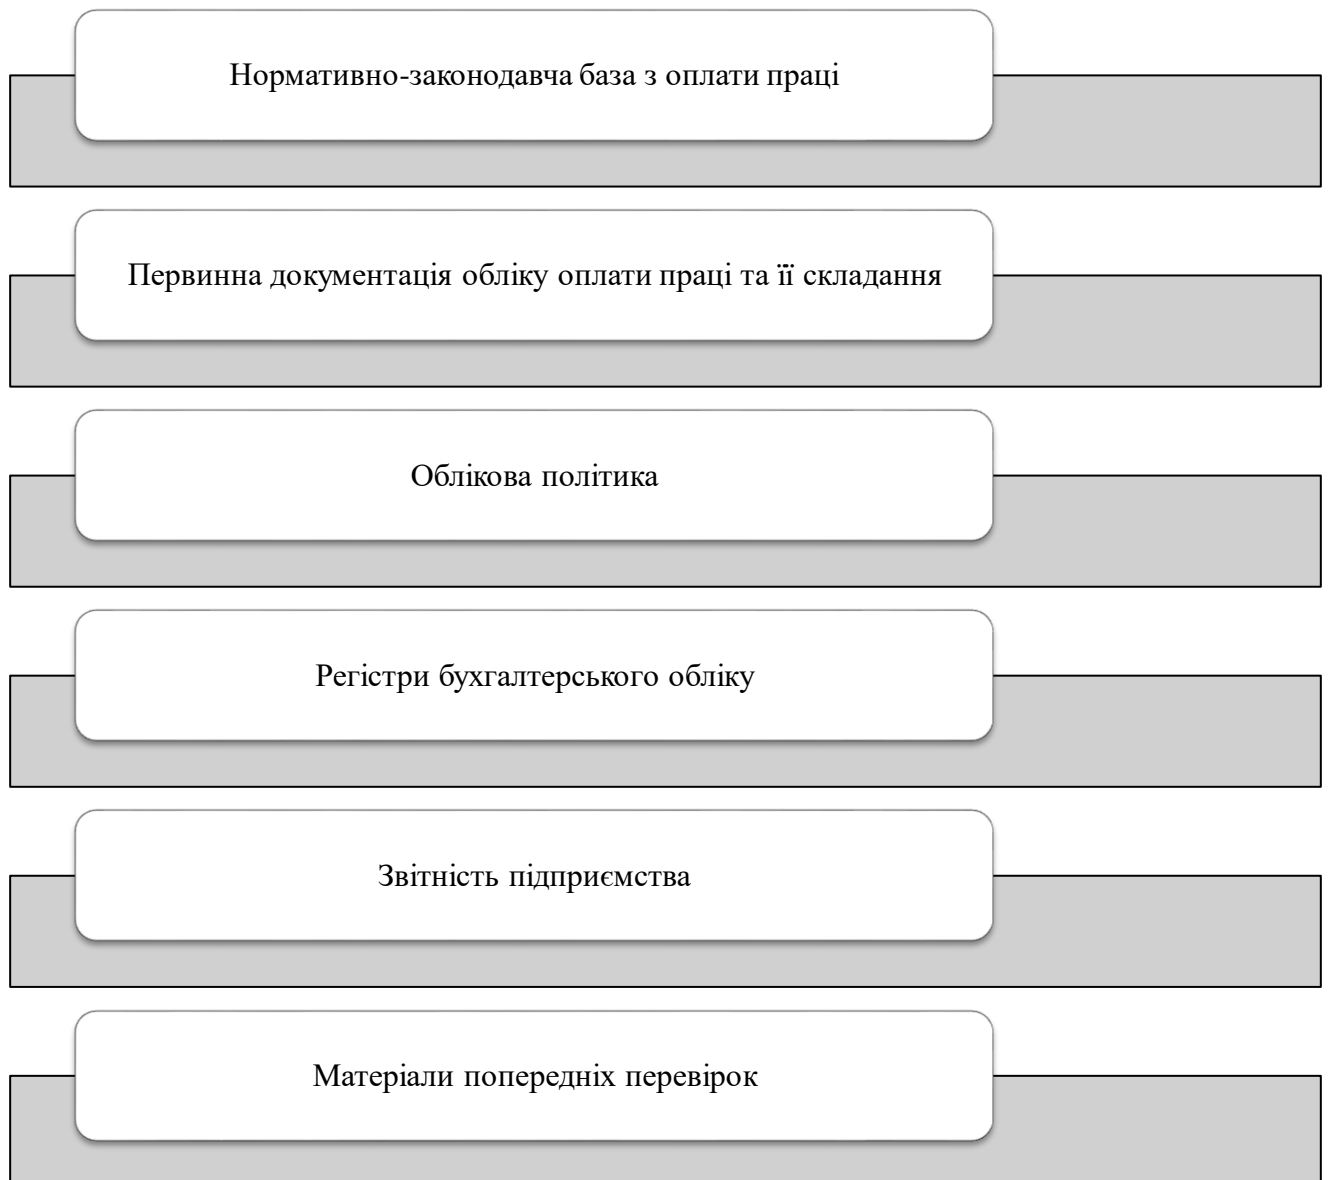 Нормативно-законодавча база з оплати праці
Первинна документація обліку оплати праці та її складання
Облікова політика
Регістри бухгалтерського обліку
Звітність підприємства
Матеріали попередніх перевірок